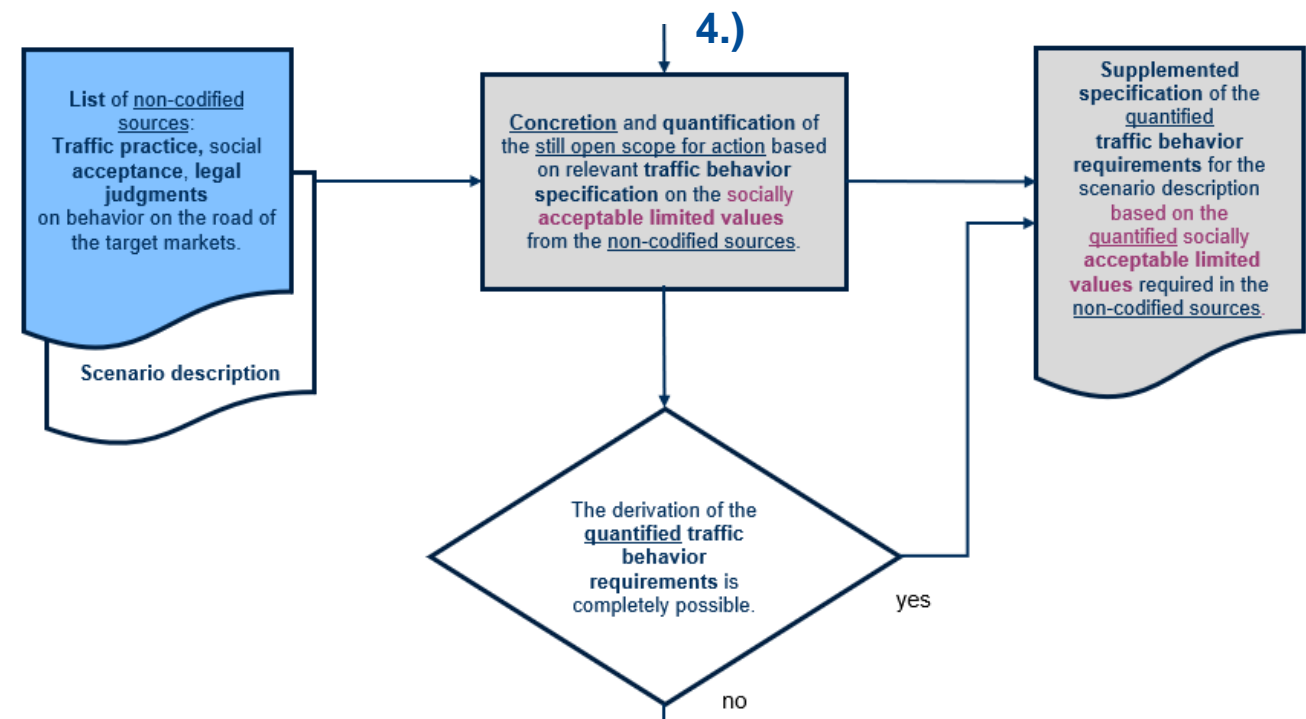 4.)
List of non-codified
sources:
Traffic practice, social
acceptance, legal
judgments
on behavior on the road of
the target markets.
Scenario description
Concretion and quantification of
the still open scope for action based
on relevant traffic behavior
specification on the socially
acceptable limited values
from the non-codified sources.
Supplemented
specification of the
quantified
traffic behavior
requirements for the
scenario description
based on the
quantified socially
acceptable limited
values required in the
non-codified sources.
The derivation of the
quantified traffic
behavior
requirements is
completely possible.
yes
no